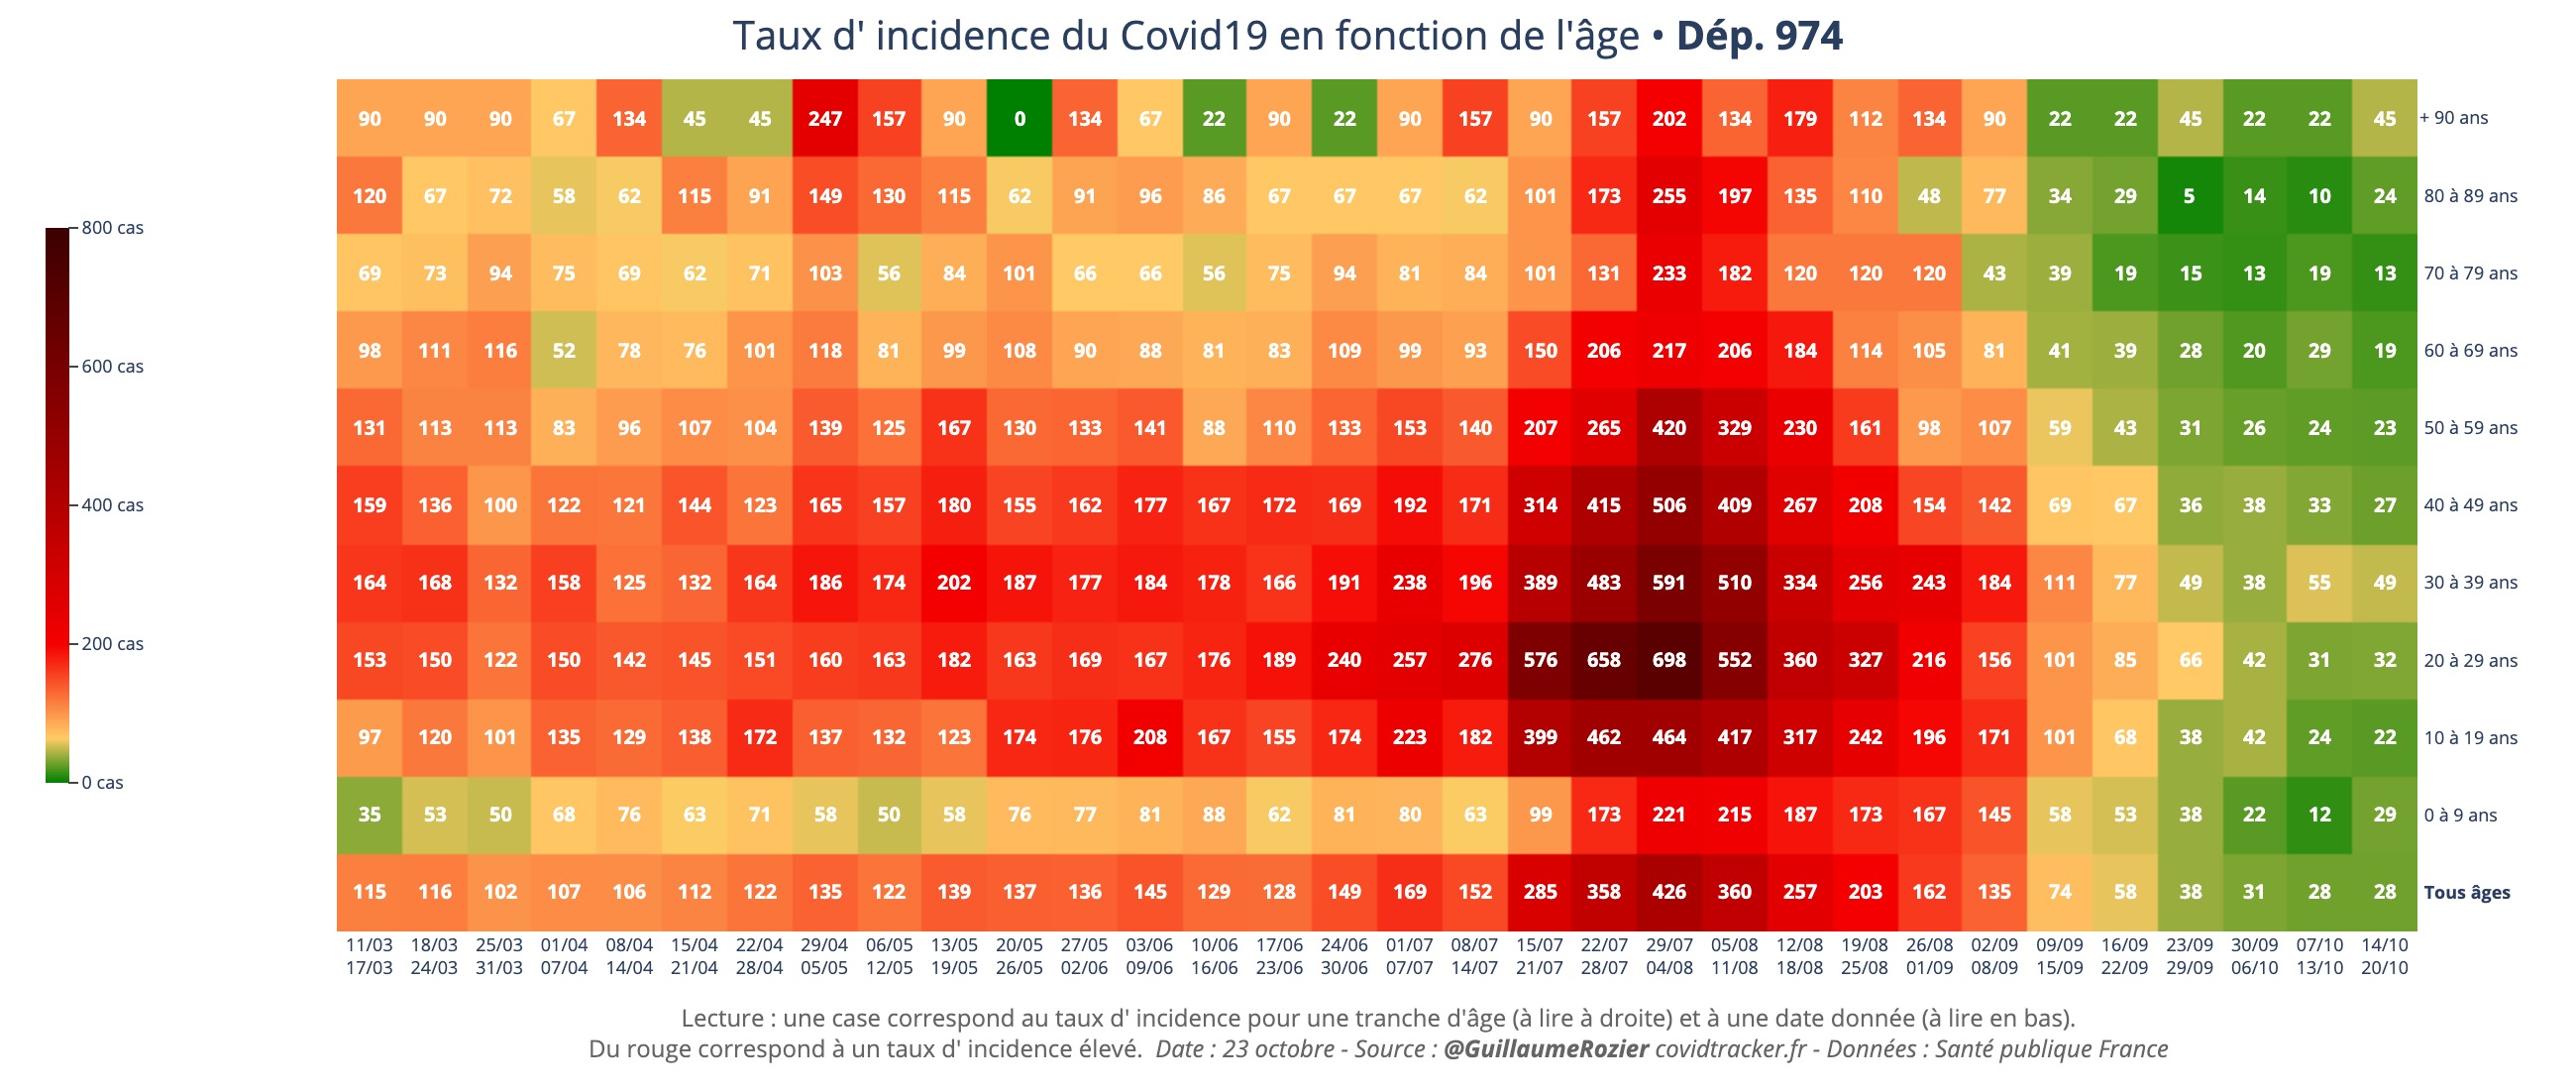 Taux d' incidence du Covid19 en fonction de l'âge • Dép. 974
800 cas
600 cas
400 cas
200 cas
0 cas
90 90 90 67 134 45 45 247 157 90 0 134 67 22 90 22 90 157 90 157 202 134 179 112 134 90 22 22 45 22 22 45 + 90 ans
120 67 72 58 62 115 91 149 130 115 62 91 96 86 67 67 67 62 101 173 255 197 135 110 48 77 34 29 5 14 10 24 80 à 89 ans
69 73 94 75 69 62 71 103 56 84 101 66 66 56 75 94 81 84 101 131 233 182 120 120 120 43 39 19 15 13 19 13 70 à 79 ans
98 111 116 52 78 76 101 118 81 99 108 90 88 81 83 109 99 93 150 206 217 206 184 114 105 81 41 39 28 20 29 19 60 à 69 ans
131 113 113 83 96 107 104 139 125 167 130 133 141 88 110 133 153 140 207 265 420 329 230 161 98 107 59 43 31 26 24 23 50 à 59 ans
159 136 100 122 121 144 123 165 157 180 155 162 177 167 172 169 192 171 314 415 506 409 267 208 154 142 69 67 36 38 33 27 40 à 49 ans
164 168 132 158 125 132 164 186 174 202 187 177 184 178 166 191 238 196 389 483 591 510 334 256 243 184 111 77 49 38 55 49 30 à 39 ans
153 150 122 150 142 145 151 160 163 182 163 169 167 176 189 240 257 276 576 658 698 552 360 327 216 156 101 85 66 42 31 32 20 à 29 ans
97 120 101 135 129 138 172 137 132 123 174 176 208 167 155 174 223 182 399 462 464 417 317 242 196 171 101 68 38 42 24 22 10 à 19 ans
35 53 50 68 76 63 71 58 50 58 76 77 81 88 62 81 80 63 99 173 221 215 187 173 167 145 58 53 38 22 12 29 0 à 9 ans
115 116 102 107 106 112 122 135 122 139 137 136 145 129 128 149 169 152 285 358 426 360 257 203 162 135 74 58 38 31 28 28 Tous âges
11/03 18/03 25/03 01/04 08/04 15/04 22/04 29/04 06/05 13/05 20/05 27/05 03/06 10/06 17/06 24/06 01/07 08/07 15/07 22/07 29/07 05/08 12/08 19/08 26/08 02/09 09/09 16/09 23/09 30/09 07/10 14/10
17/03 24/03 31/03 07/04 14/04 21/04 28/04 05/05 12/05 19/05 26/05 02/06 09/06 16/06 23/06 30/06 07/07 14/07 21/07 28/07 04/08 11/08 18/08 25/08 01/09 08/09 15/09 22/09 29/09 06/10 13/10 20/10
Lecture : une case correspond au taux d' incidence pour une tranche d'âge (à lire à droite) et à une date donnée (à lire en bas).
Du rouge correspond à un taux d' incidence élevé. Date : 23 octobre - Source : @GuillaumeRozier covidtracker.fr - Données : Santé publique France